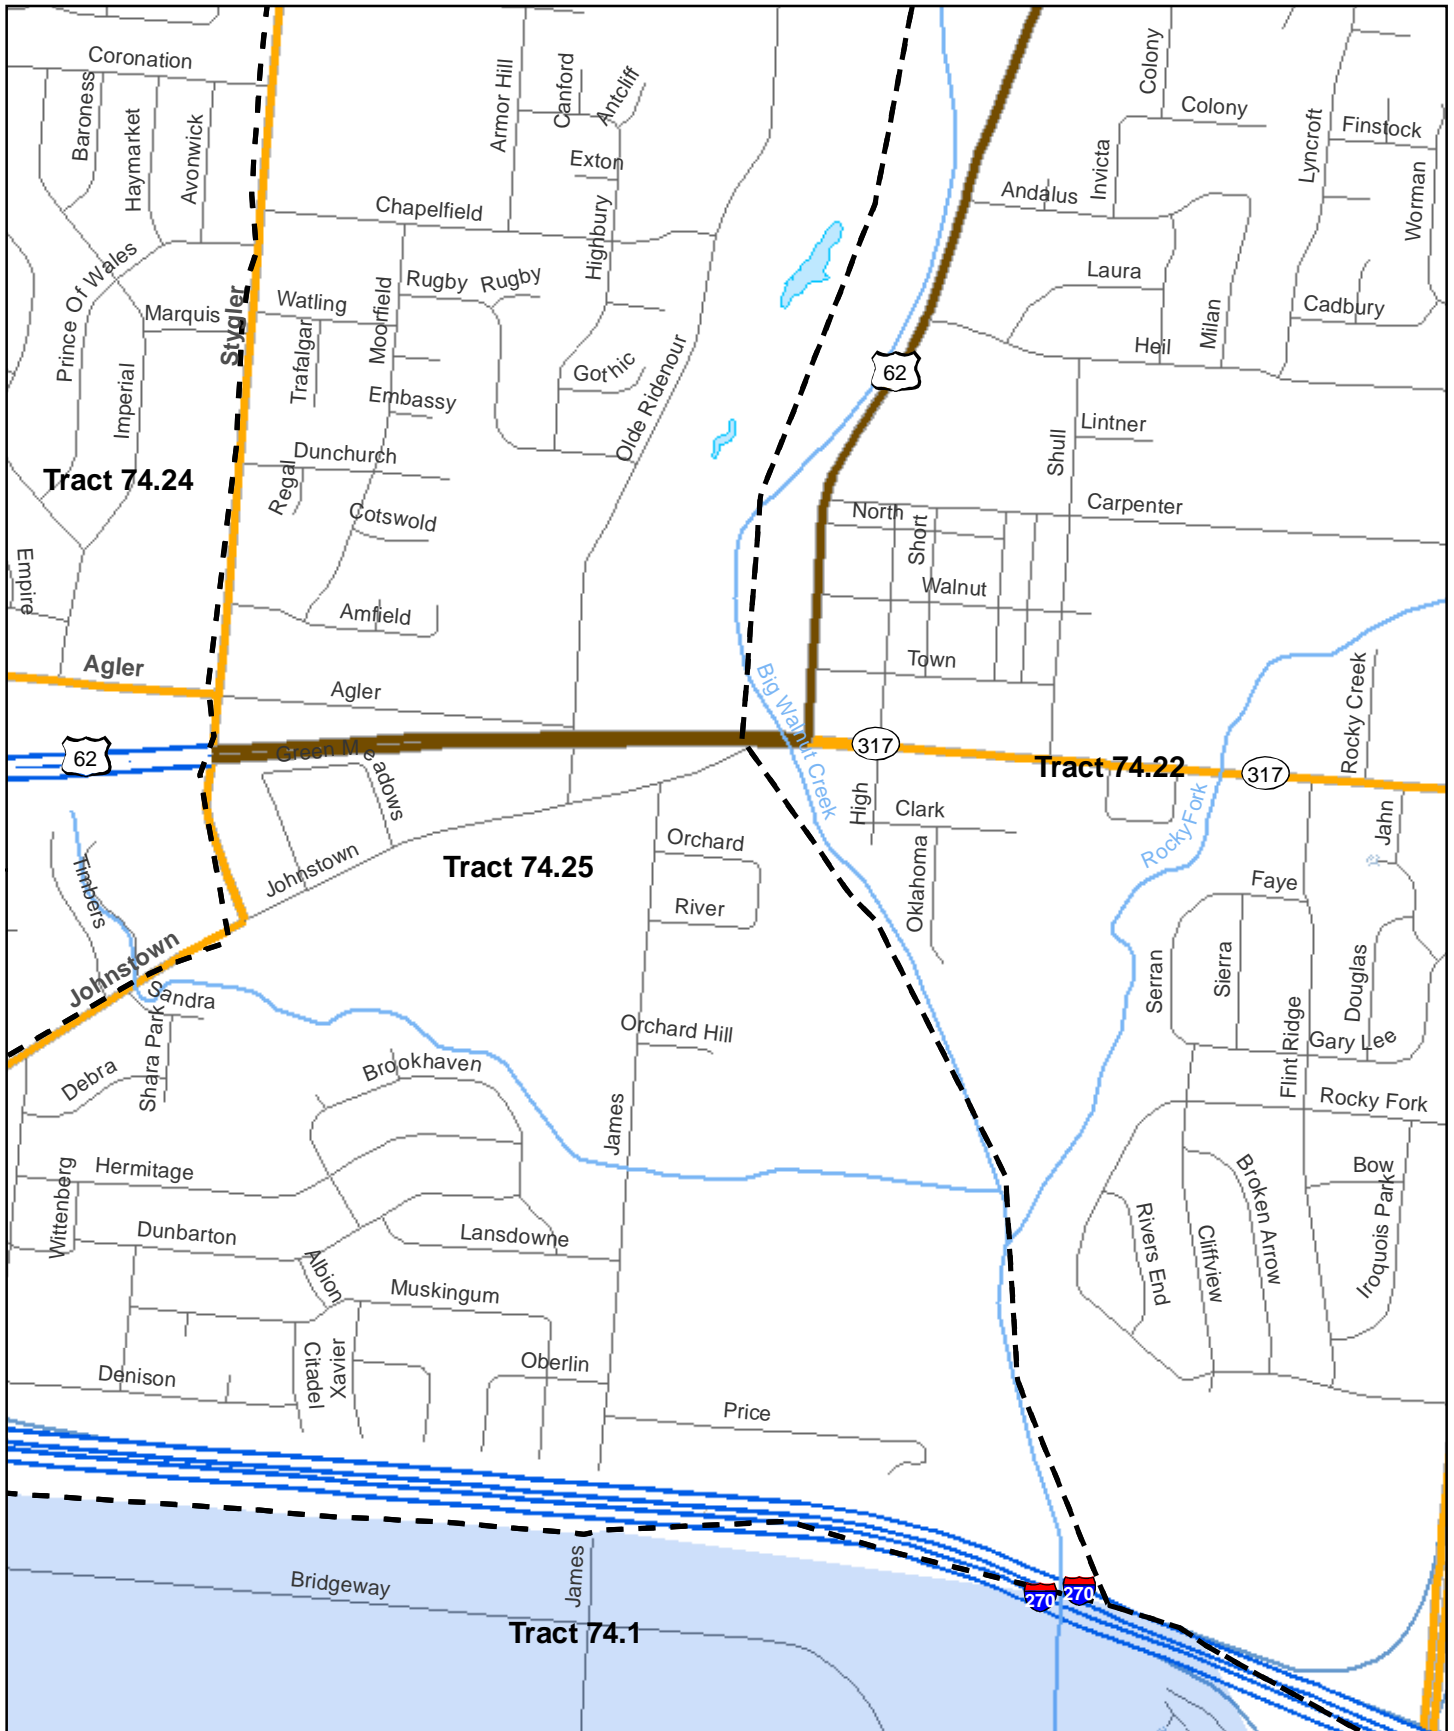 Coronation
Baroness
Haymarket
Avonwick
Armor Hill
Canford
Antcliff
Exton
Chapelfield
Highbury
Colony
Colony
Invicta
Andalus
Lyncroft
Finstock
Worman
Prince Of Wales
Marquis
Imperial
Stygler
Watling
Trafalgar
Moorfield
Rugby
Rugby
Gothic
Embassy
Olde Ridenour
Laura
Milan
Cadbury
Heil
62
Lintner
Shull
Tract 74.24
Dunchurch
Regal
Cotswold
Amfield
Empire
North
Short
Carpenter
Walnut
Town
Agler
Agler
Big Walnut Creek
Rocky Creek
62
Green Meadows
317
Tract 74.22
317
High
Clark
Oklahoma
Rocky Fork
Jahn
Timbers
Johnstown
Tract 74.25
Orchard
River
Faye
Serran
Sierra
Douglas
Johnstown
Sandra
Shara Park
Debra
Orchard Hill
Flint Ridge
Gary Lee
Brookhaven
James
Rocky Fork
Hermitage
Wittenberg
Dunbarton
Lansdowne
Albion
Muskingum
Broken Arrow
Bow
Iroquois Park
Rivers End
Cliffview
Citadel
Xavier
Oberlin
Denison
Price
270
270
James
Bridgeway
Tract 74.1